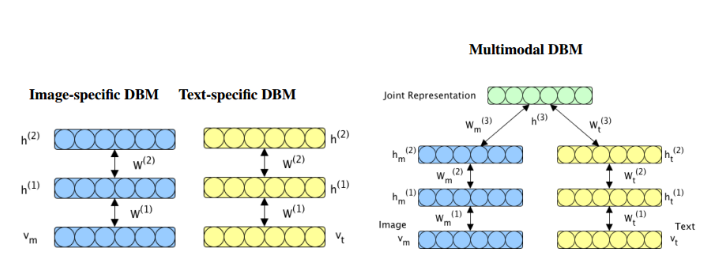 Multimodal DBM
Image-specific DBM Text-specific DBM
Joint Representation
h(3)
Wm(3) Wt(3)
h(2) h(2)
W(2) W(2)
h(1) h(1)
W(1) W(1)
vm vt
hm(2) ht(2)
Wm(2) Wt(2)
hm(1) ht(1)
Wm(1) Wt(1)
Image Text
vm vt